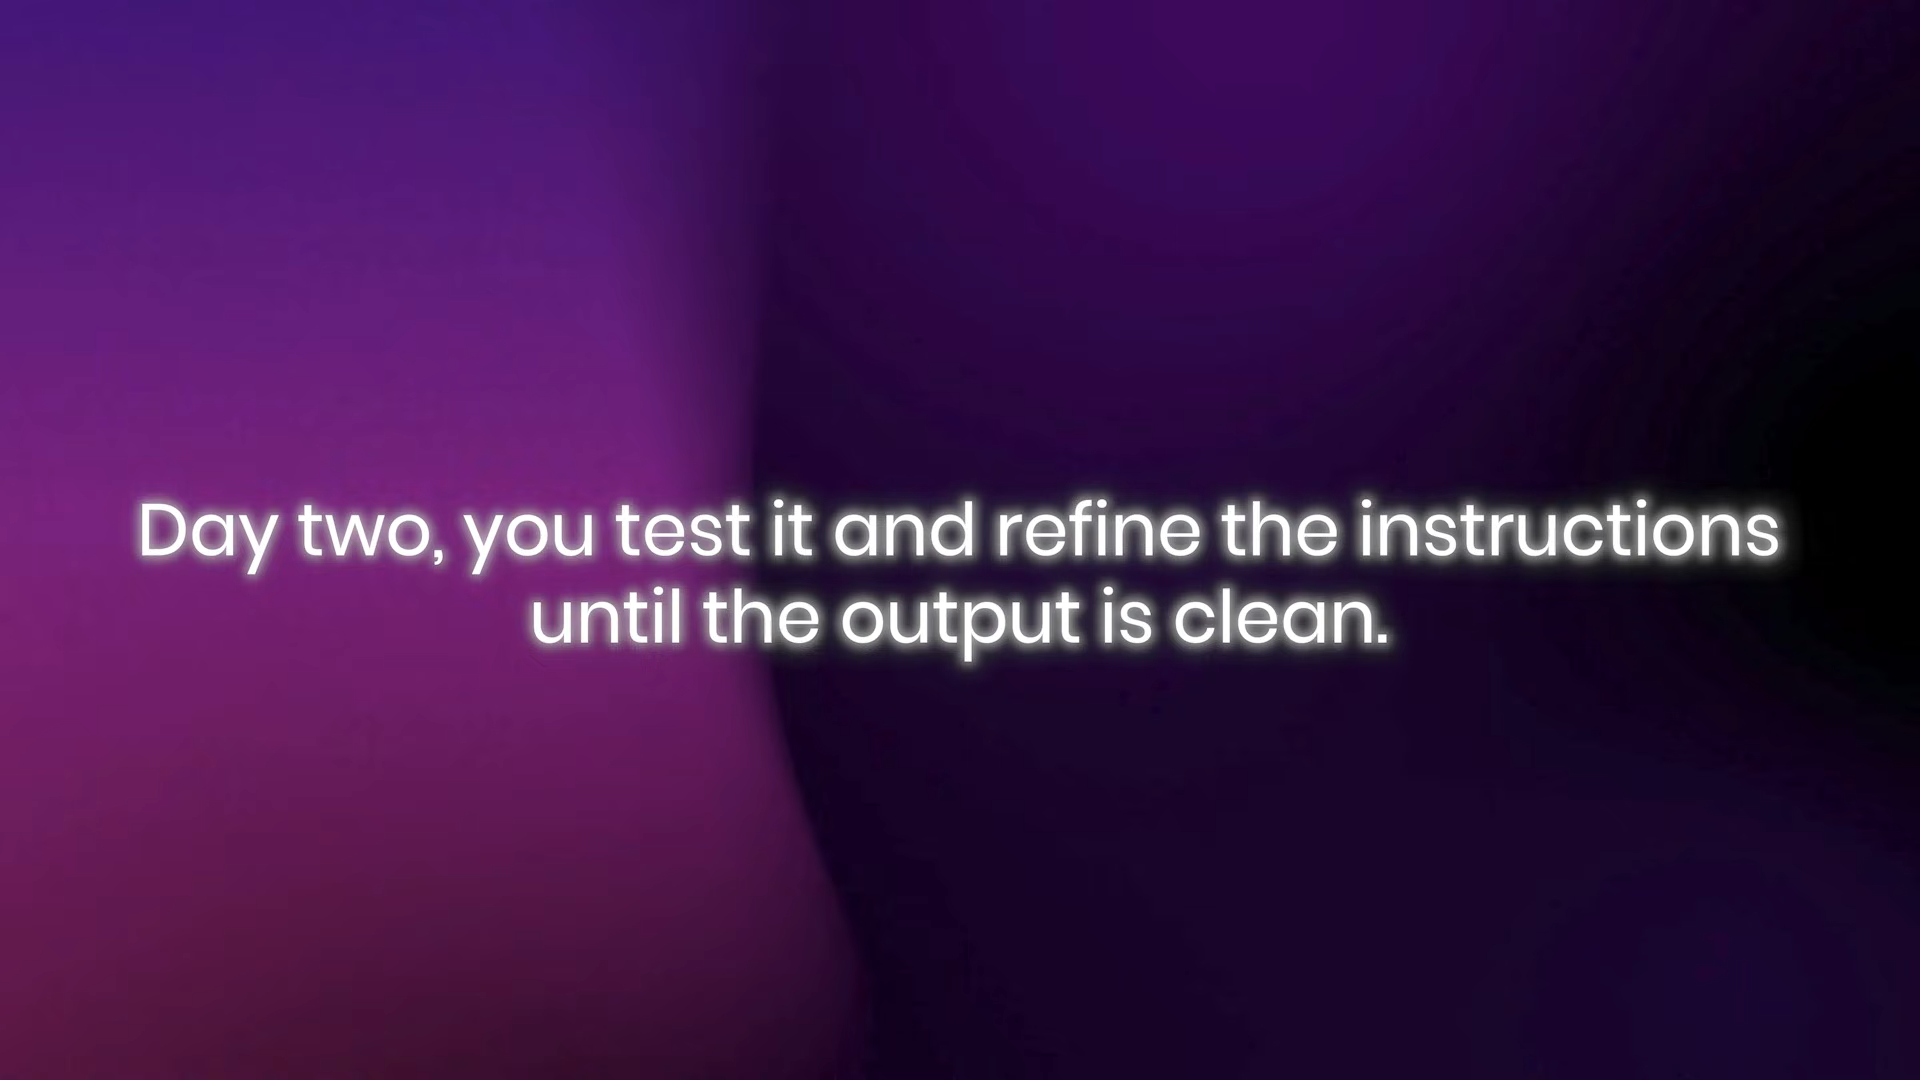 Day two, you test it and refine the instructions
until the output is clean.